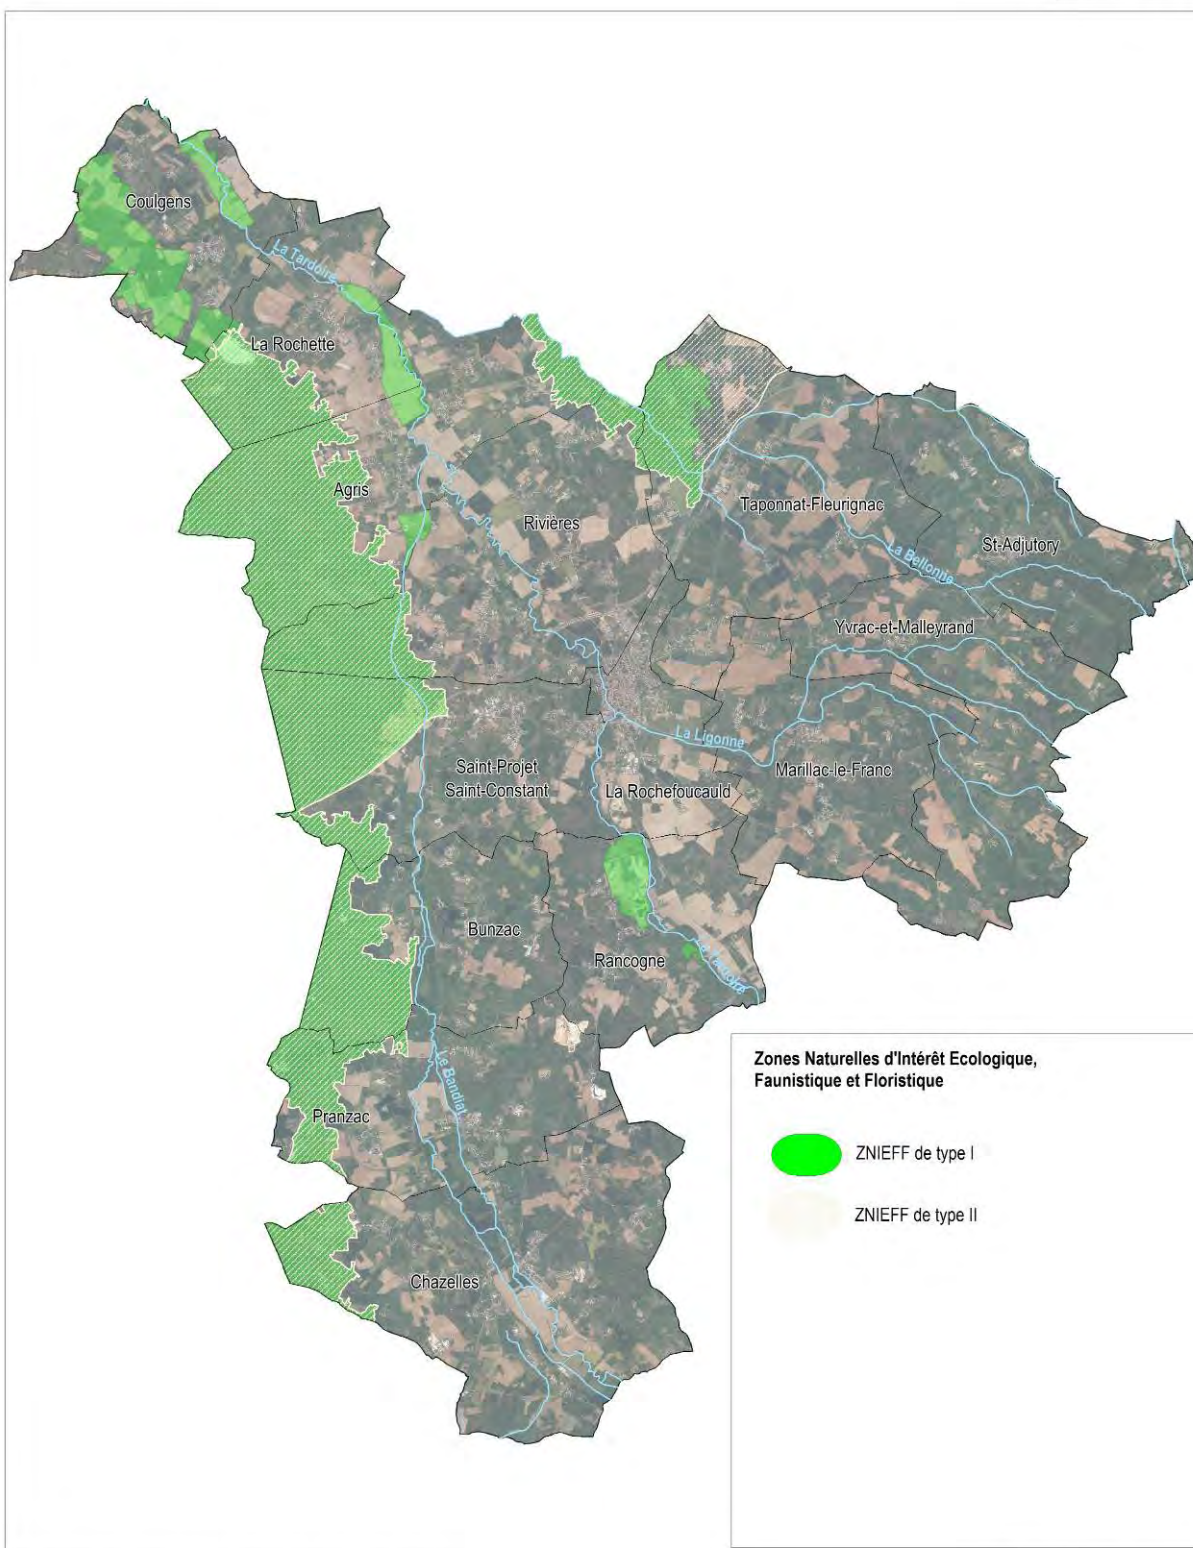 Coulgens
La Tardoire
La Rochette
Agris
Rivières
Taponnat-Fleurignac
La Bellonne
St-Adjutory
Yvrac-et-Malleyrand
La Ligonne
Saint-Projet
Saint-Constant
La Rochefoucauld
Marillac-le-Franc
Bunzac
Rancogne
La Tardoire
Le Bandiat
Pranzac
Chazelles
Zones Naturelles d'Intérêt Ecologique,
Faunistique et Floristique
ZNIEFF de type I
ZNIEFF de type II